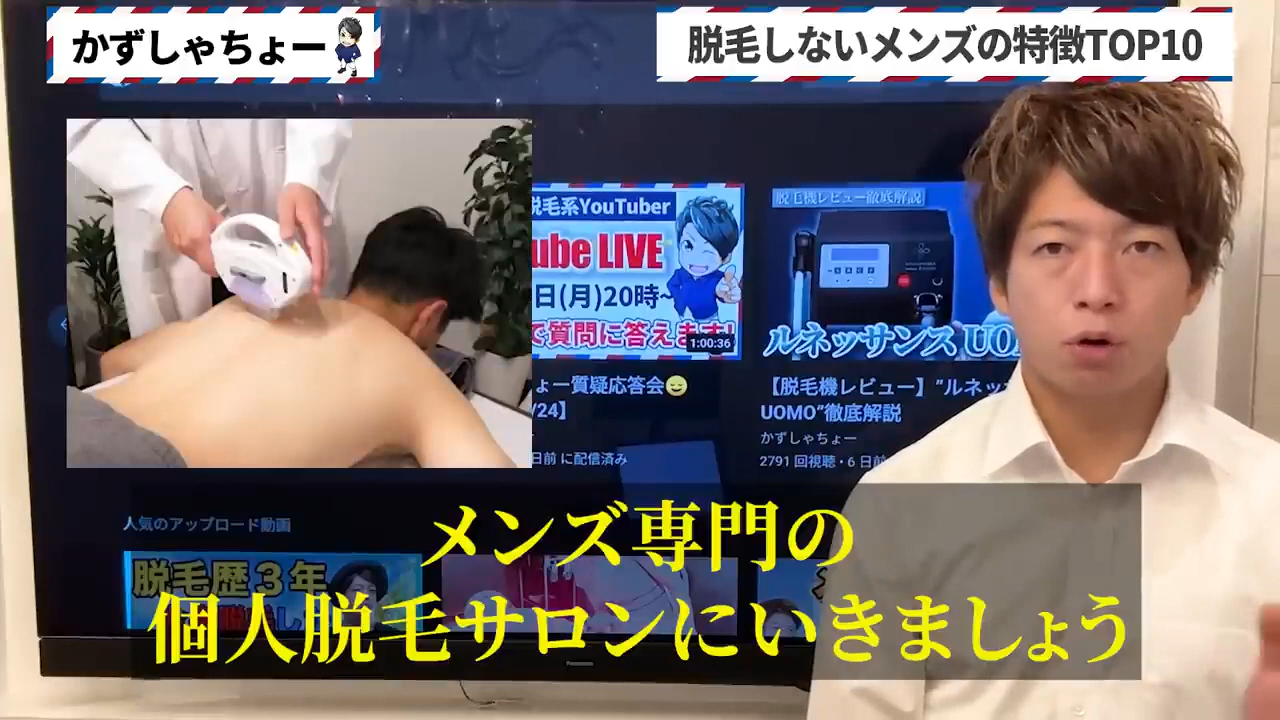 かずしゃちょー
脱毛しないメンズの特徴TOP10
脱毛系YouTuber
ube LIVE
日(月)20時~
で質問に答えます!
1:00:36
脱毛機レビュー徹底解説
ルネッサンス UO
ょー質疑応答会😄
/24】
日前 に配信済み
【脱毛機レビュー】"ルネッ
UOMO"徹底解説
かずしゃちょー
2791 回視聴・6 日前
人気のアップロード動画
脱毛歴3年
メンズ専門の
個人脱毛サロンにいきましょう
Panasonic